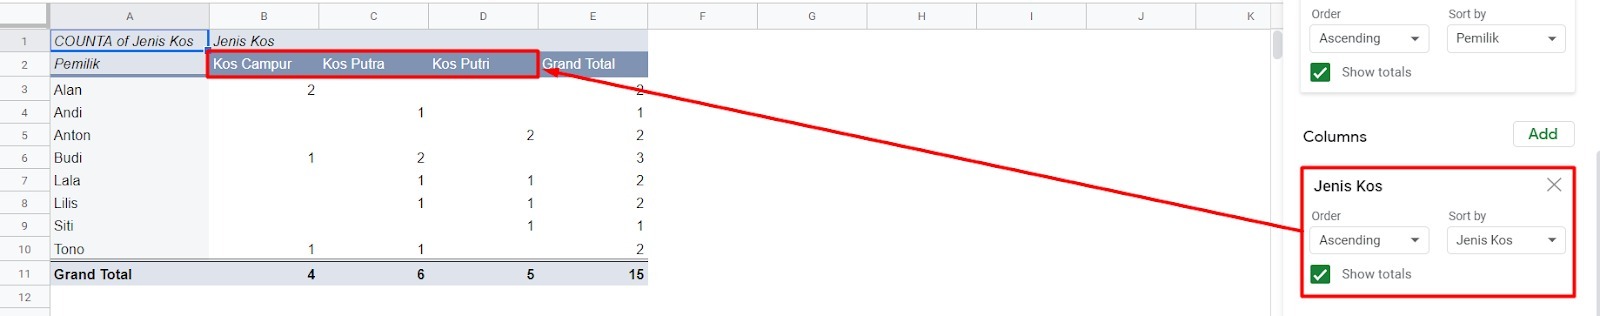 A B C D E F G H I J K
1 COUNTA of Jenis Kos Jenis Kos
2 Pemilik Kos Campur Kos Putra Kos Putri Grand Total
3 Alan 2 2
4 Andi 1 1
5 Anton 2 2
6 Budi 1 2 3
7 Lala 1 1 2
8 Lilis 1 1 2
9 Siti 1 1
10 Tono 1 1 2
11 Grand Total 4 6 5 15
12
Order Sort by
Ascending Pemilik
Show totals
Columns Add
Jenis Kos
Order Sort by
Ascending Jenis Kos
Show totals